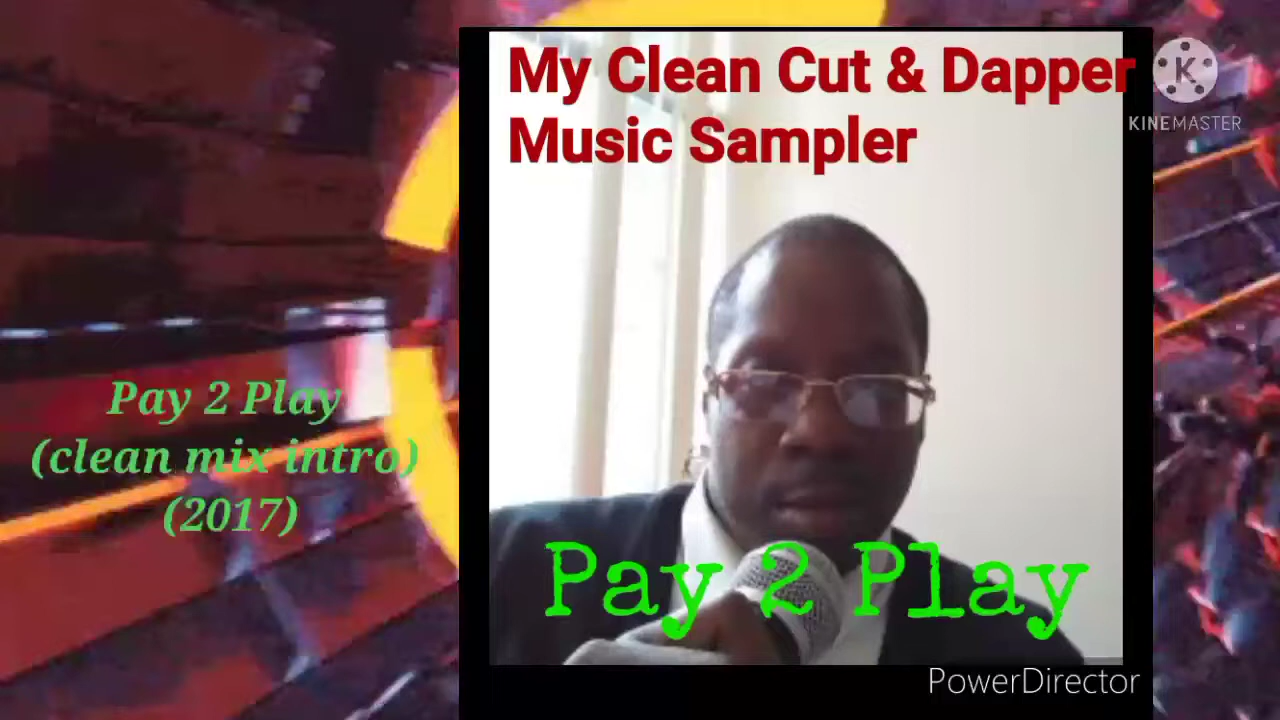 My Clean Cut & Dapper
Music Sampler
K
KINEMASTER
Pay 2 Play
(clean mix intro)
(2017)
Pay 2 Play
PowerDirector